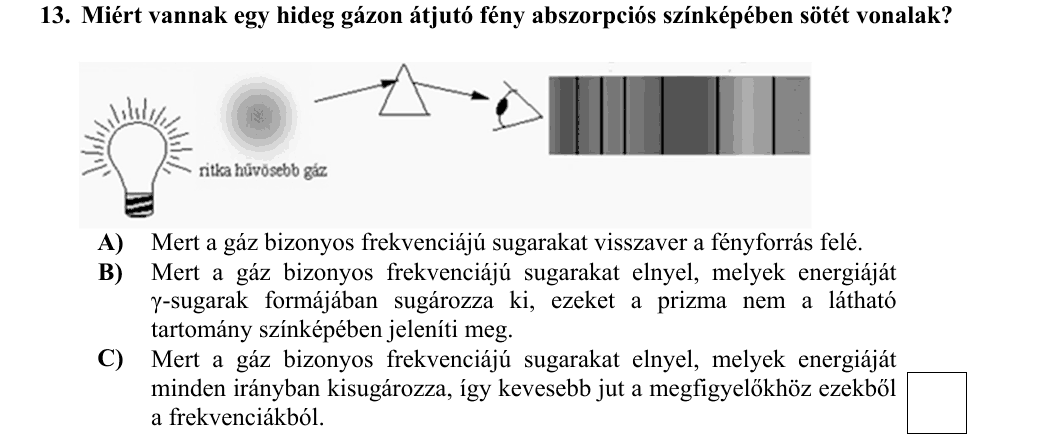 13. Miért vannak egy hideg gázon átjutó fény abszorpciós színképében sötét vonalak?
ritka hűvösebb gáz
A) Mert a gáz bizonyos frekvenciájú sugarakat visszaver a fényforrás felé.
B) Mert a gáz bizonyos frekvenciájú sugarakat elnyel, melyek energiáját
γ-sugarak formájában sugározza ki, ezeket a prizma nem a látható
tartomány színképében jeleníti meg.
C) Mert a gáz bizonyos frekvenciájú sugarakat elnyel, melyek energiáját
minden irányban kisugározza, így kevesebb jut a megfigyelőkhöz ezekből
a frekvenciákból.